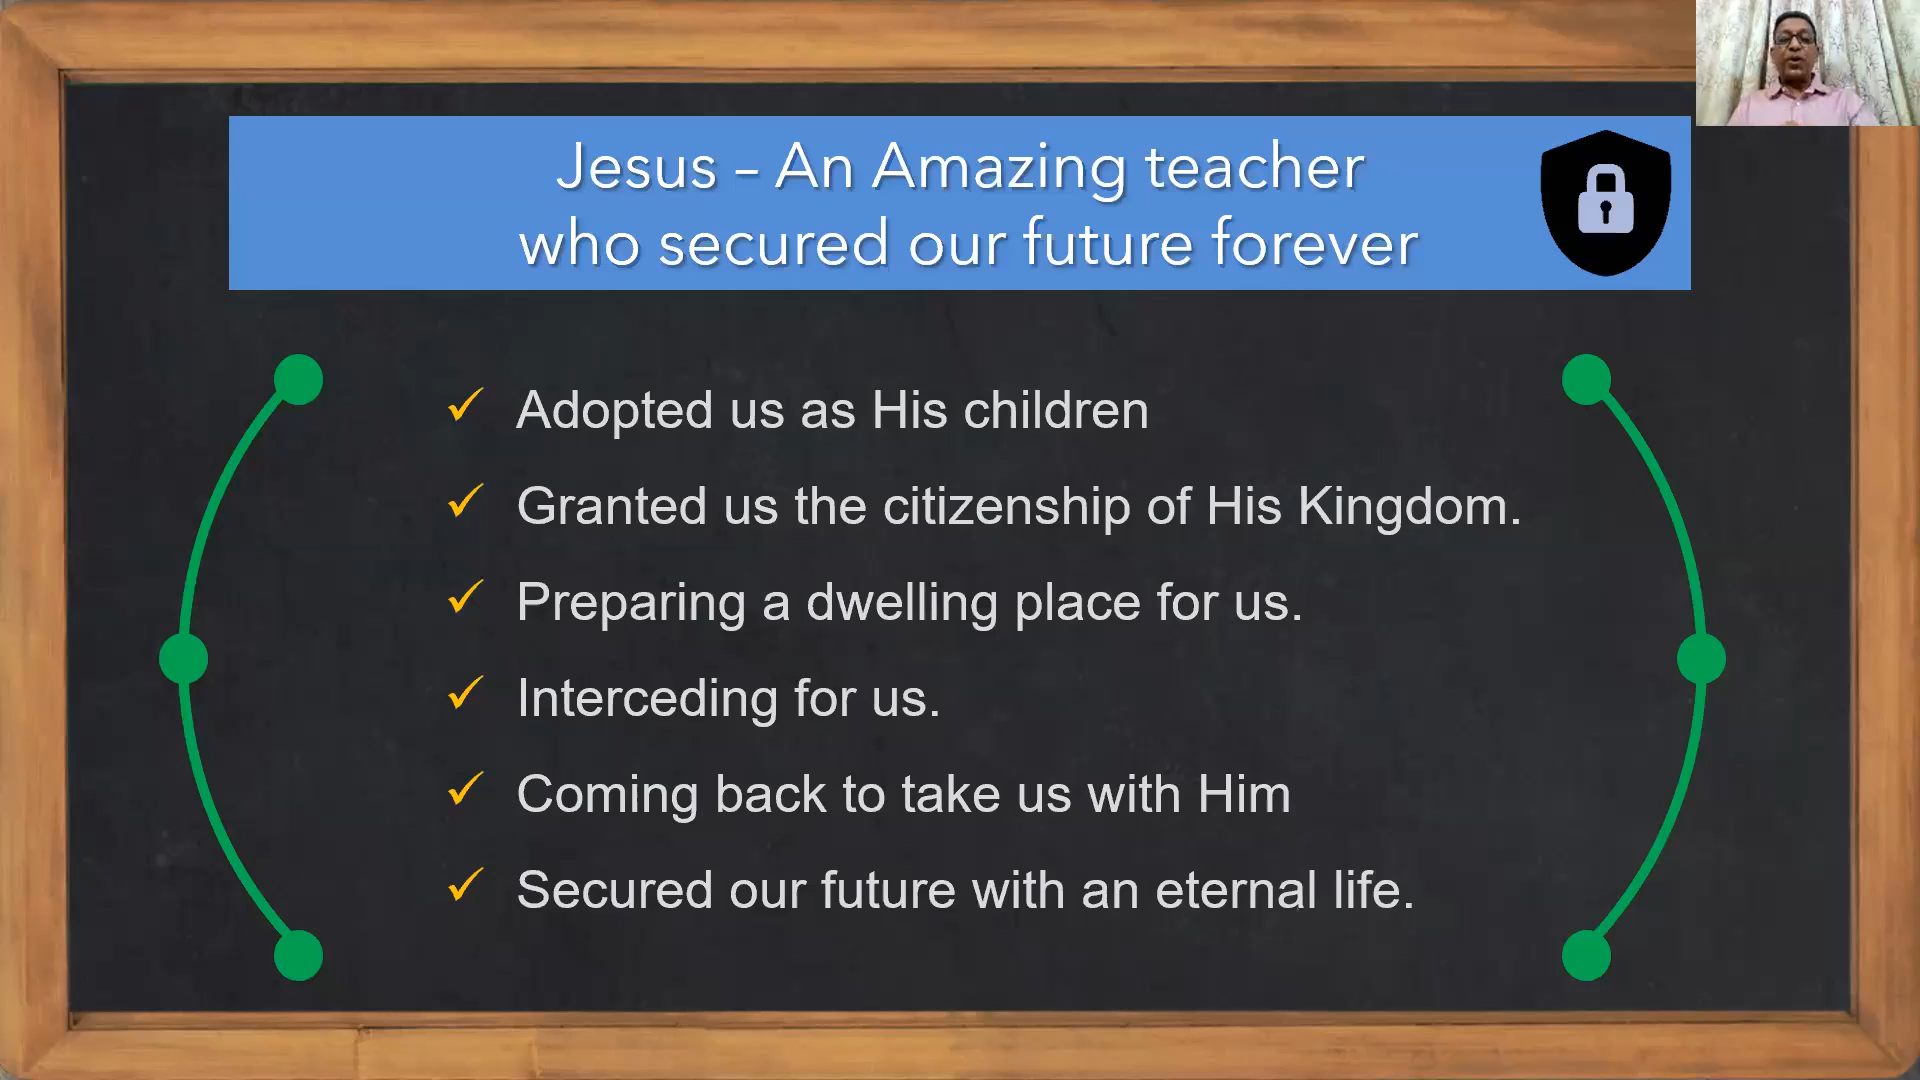 Jesus – An Amazing teacher
who secured our future forever
Adopted us as His children
Granted us the citizenship of His Kingdom.
Preparing a dwelling place for us.
Interceding for us.
Coming back to take us with Him
Secured our future with an eternal life.